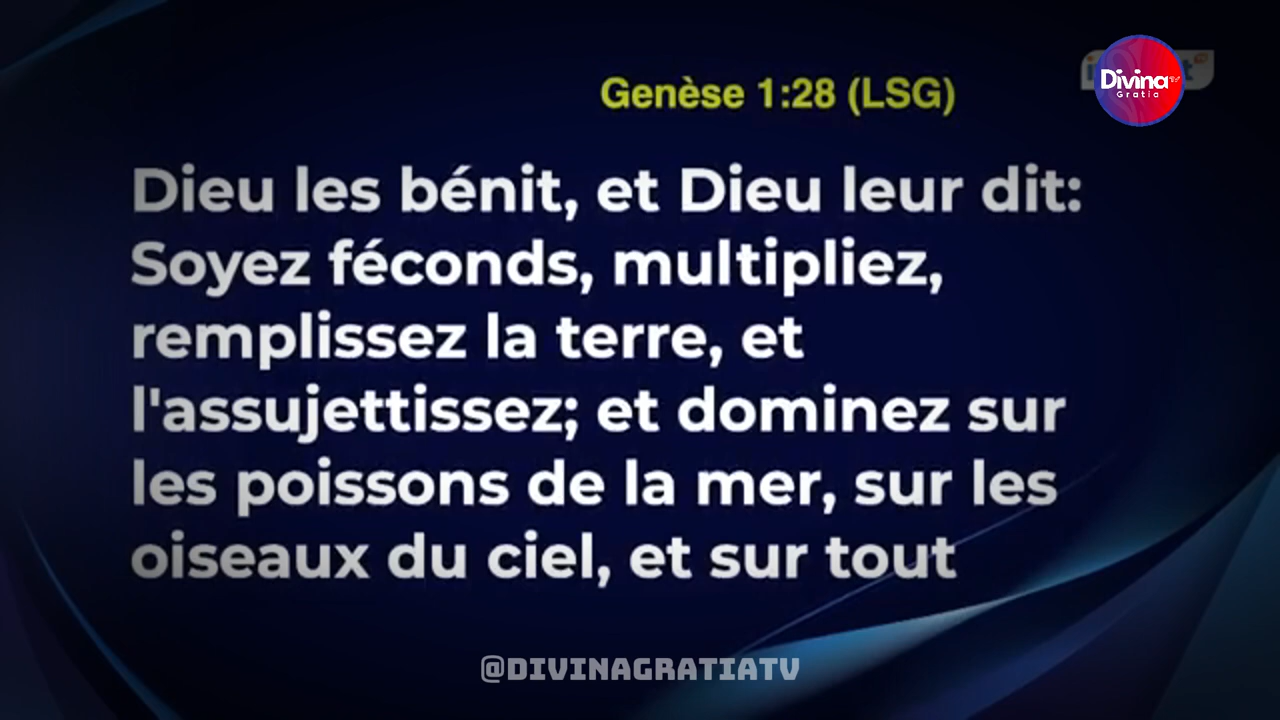 Genèse 1:28 (LSG)
Divina TV
Gratia
Dieu les bénit, et Dieu leur dit:
Soyez féconds, multipliez,
remplissez la terre, et
l'assujettissez; et dominez sur
les poissons de la mer, sur les
oiseaux du ciel, et sur tout
@DIVINAGRATIATV